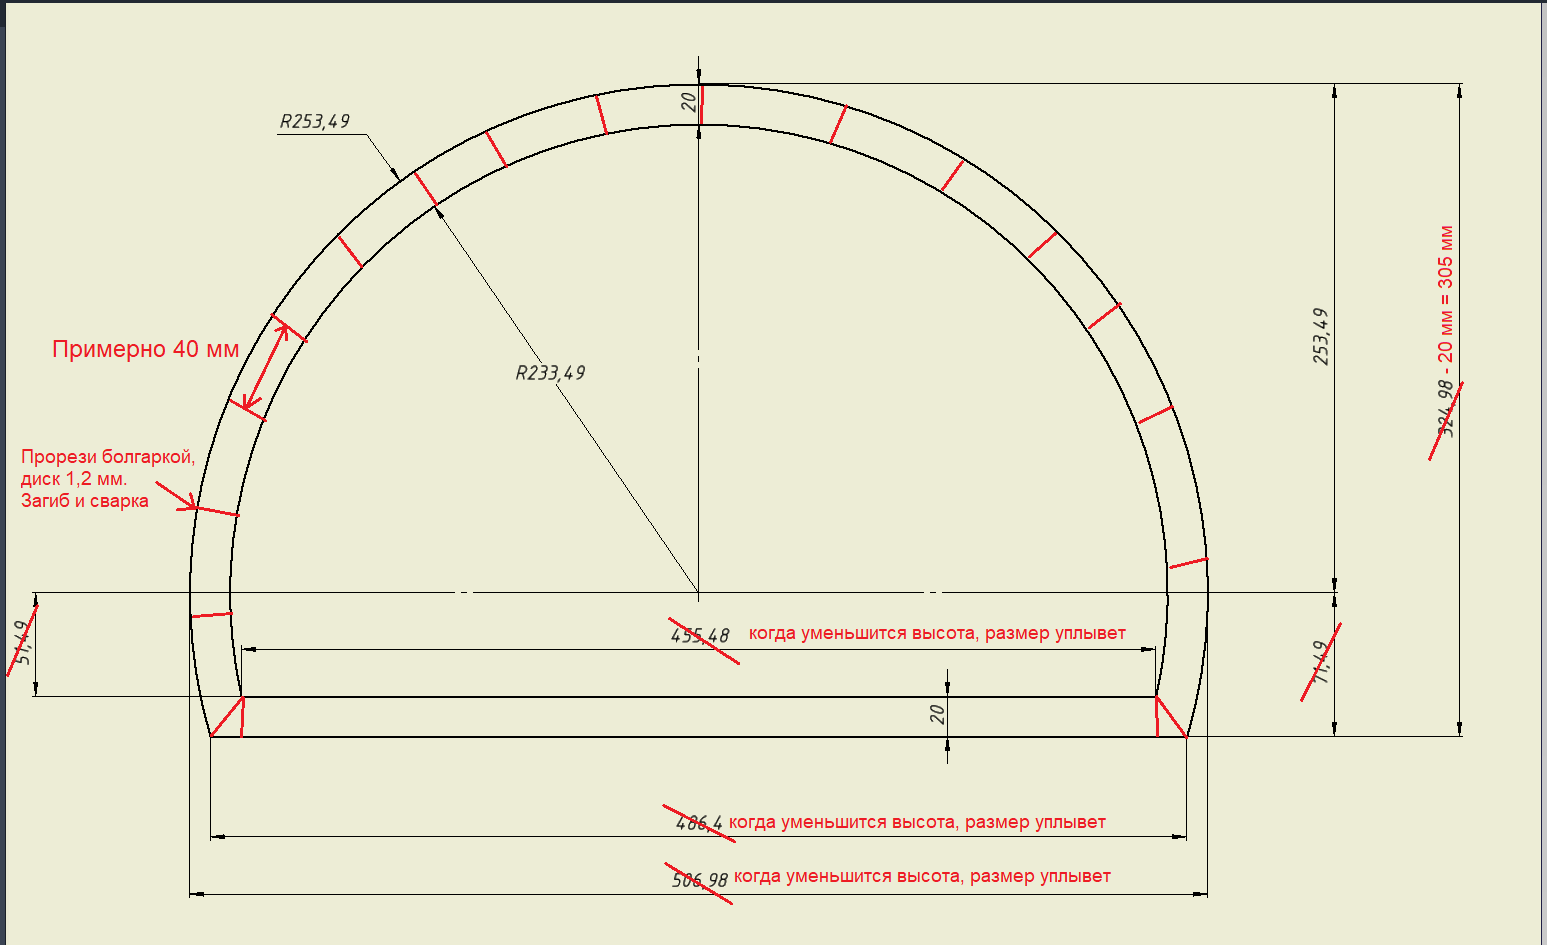 20
R253,49
R233,49
253,49
324,98 - 20 мм = 305 мм
Примерно 40 мм
Прорези болгаркой,
диск 1,2 мм.
Загиб и сварка
51,49
455,48 когда уменьшится высота, размер уплывет
71,49
20
486,4 когда уменьшится высота, размер уплывет
506,98 когда уменьшится высота, размер уплывет